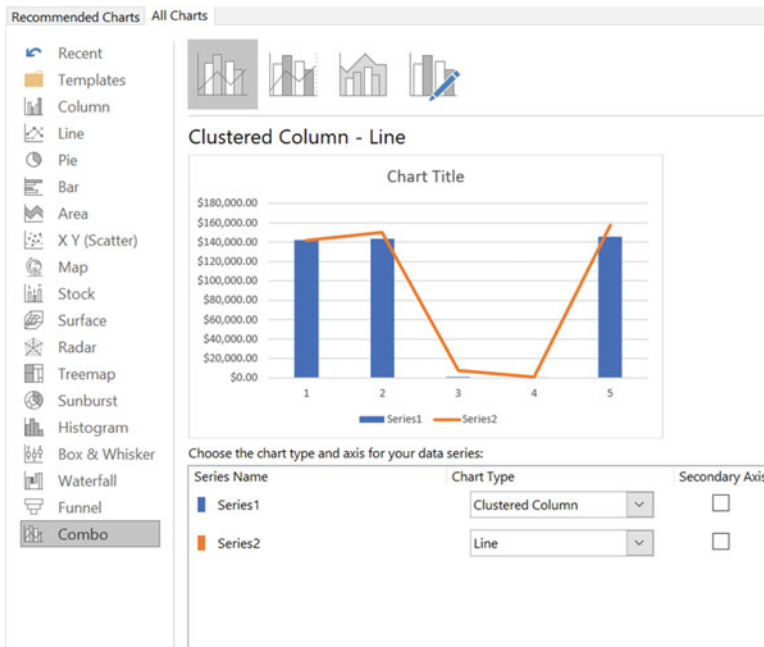 Recommended Charts All Charts
Recent
Templates
Column
Line
Pie
Bar
Area
X Y (Scatter)
Map
Stock
Surface
Radar
Treemap
Sunburst
Histogram
Box & Whisker
Waterfall
Funnel
Combo
Clustered Column - Line
Chart Title
$180,000.00
$160,000.00
$140,000.00
$120,000.00
$100,000.00
$80,000.00
$60,000.00
$40,000.00
$20,000.00
$0.00
1 2 3 4 5
Series1 Series2
Choose the chart type and axis for your data series:
Series Name Chart Type Secondary Axis
Series1 Clustered Column
Series2 Line